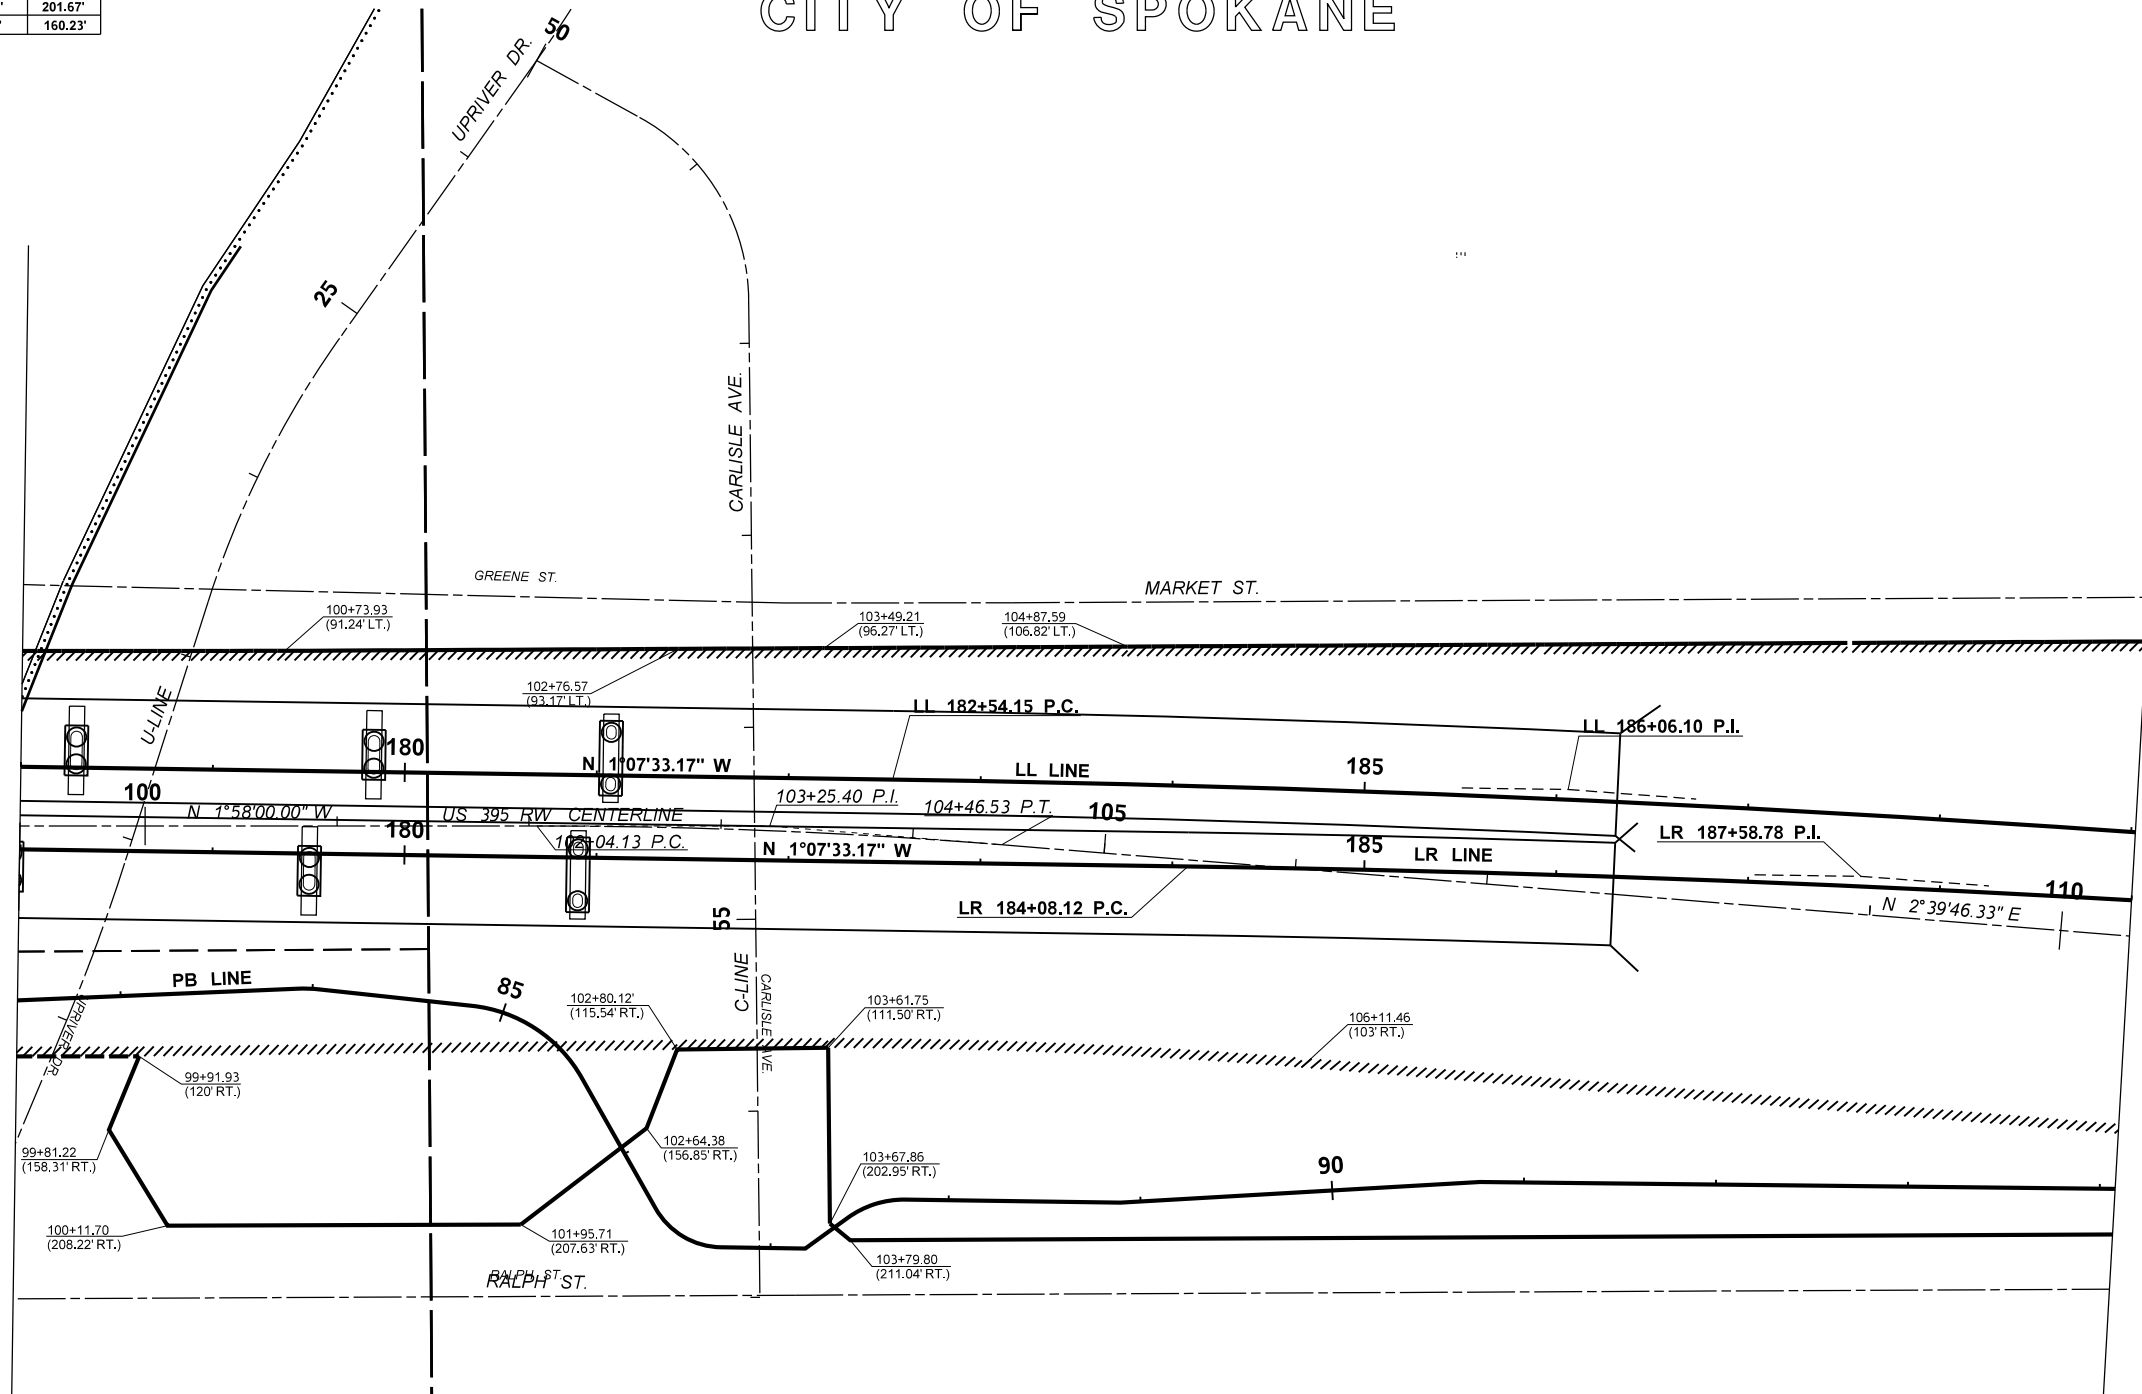 201.67'
160.23'
CITY OF SPOKANE
50
UPRIVER DR.
25
CARLISLE AVE.
GREENE ST.
MARKET ST.
100+73.93
(91.24' LT.)
103+49.21
(96.27' LT.)
104+87.59
(106.82' LT.)
102+76.57
(93.17' LT.)
U-LINE
LL 182+54.15 P.C.
LL 186+06.10 P.I.
180
N 1°07'33.17" W
LL LINE
185
100
N 1°58'00.00" W
US 395 RW CENTERLINE
103+25.40 P.I.
104+46.53 P.T.
105
180
102+04.13 P.C.
N 1°07'33.17" W
185
LR LINE
LR 187+58.78 P.I.
LR 184+08.12 P.C.
110
N 2°39'46.33" E
55
C-LINE
CARLISLE AVE.
PB LINE
85
UPRIVER DR.
102+80.12'
(115.54' RT.)
103+61.75
(111.50' RT.)
106+11.46
(103' RT.)
99+91.93
(120' RT.)
99+81.22
(158.31' RT.)
102+64.38
(156.85' RT.)
103+67.86
(202.95' RT.)
90
100+11.70
(208.22' RT.)
101+95.71
(207.63' RT.)
103+79.80
(211.04' RT.)
RALPH ST.
RALPH ST.